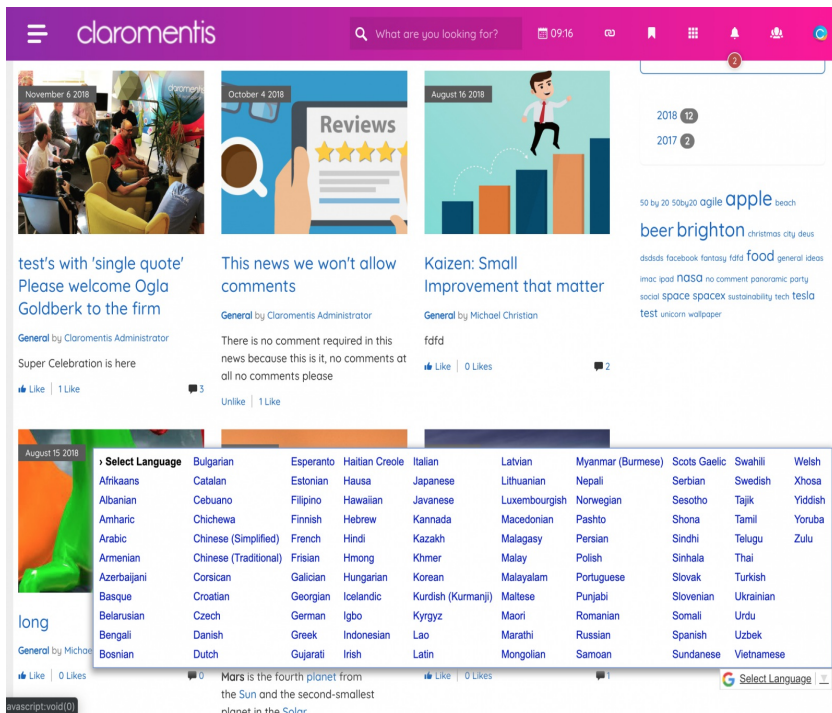 claromentis
What are you looking for?
09:16
2
November 6 2018
test's with 'single quote'
Please welcome Ogla
Goldberk to the firm
General by Claromentis Administrator
Super Celebration is here
Like 1 Like
3
October 4 2018
Reviews
This news we won't allow
comments
General by Claromentis Administrator
There is no comment required in this
news because this is it, no comments at
all no comments please
Unlike 1 Like
August 16 2018
Kaizen: Small
Improvement that matter
General by Michael Christian
fdfd
Like 0 Likes
2
2018 12
2017 2
50 by 20 50by20 agile apple beach
beer brighton christmas city deus
dsdsds facebook fantasy fdfd food general ideas
imac ipad nasa no comment panoramic party
social space spacex sustainability tech tesla
test unicorn wallpaper
August 15 2018
long
General by Michae
Like 0 Likes
0
Mars is the fourth planet from
the Sun and the second-smallest
planet in the Solar
Like 0 Likes
1
› Select Language Bulgarian Esperanto Haitian Creole Italian Latvian Myanmar (Burmese) Scots Gaelic Swahili Welsh
Afrikaans Catalan Estonian Hausa Japanese Lithuanian Nepali Serbian Swedish Xhosa
Albanian Cebuano Filipino Hawaiian Javanese Luxembourgish Norwegian Sesotho Tajik Yiddish
Amharic Chichewa Finnish Hebrew Kannada Macedonian Pashto Shona Tamil Yoruba
Arabic Chinese (Simplified) French Hindi Kazakh Malagasy Persian Sindhi Telugu Zulu
Armenian Chinese (Traditional) Frisian Hmong Khmer Malay Polish Sinhala Thai
Azerbaijani Corsican Galician Hungarian Korean Malayalam Portuguese Slovak Turkish
Basque Croatian Georgian Icelandic Kurdish (Kurmanji) Maltese Punjabi Slovenian Ukrainian
Belarusian Czech German Igbo Kyrgyz Maori Romanian Somali Urdu
Bengali Danish Greek Indonesian Lao Marathi Russian Spanish Uzbek
Bosnian Dutch Gujarati Irish Latin Mongolian Samoan Sundanese Vietnamese
Select Language
avascript:void(0)